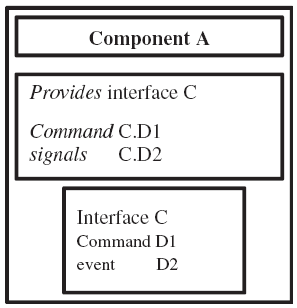 Component A
Provides interface C
Command C.D1
signals C.D2
Interface C
Command D1
event D2